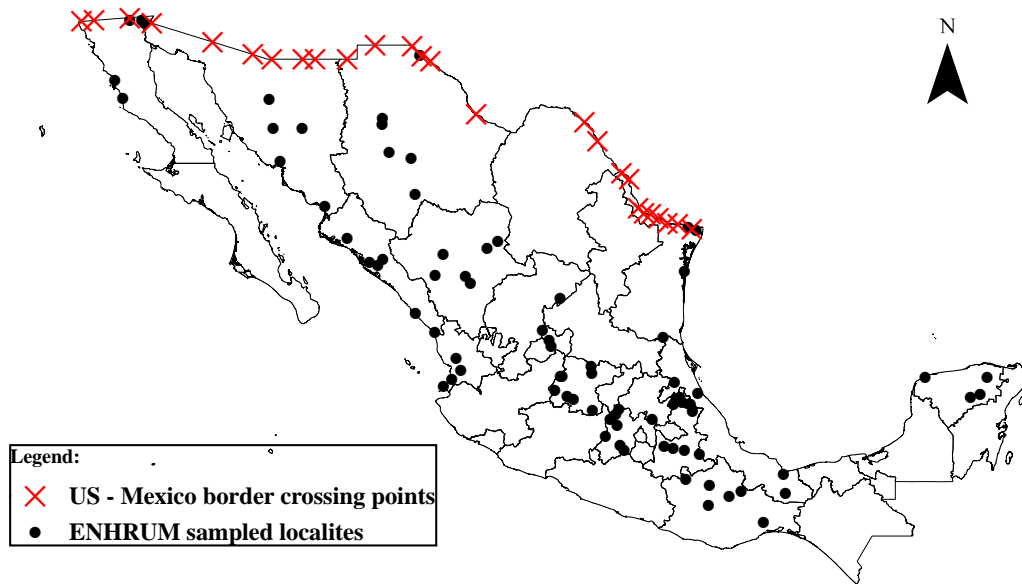 N
Legend:
US - Mexico border crossing points
ENHRUM sampled localites